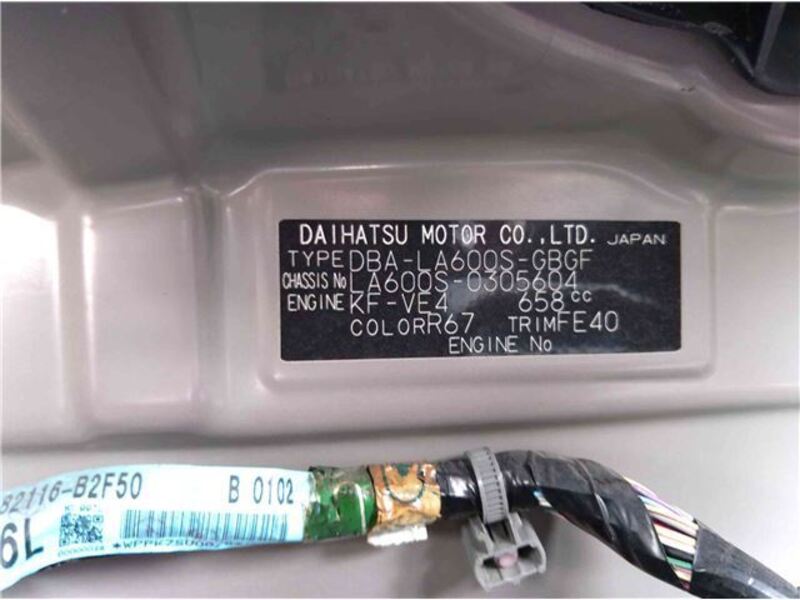 DAIHATSU MOTOR CO.,LTD. JAPAN
TYPE DBA-LA600S-GBGF
CHASSIS No LA600S-0305604
ENGINE KF-VE4 658cc
COLOR R67 TRIM FE40
ENGINE No
82116-B2F50 B 0102
6L